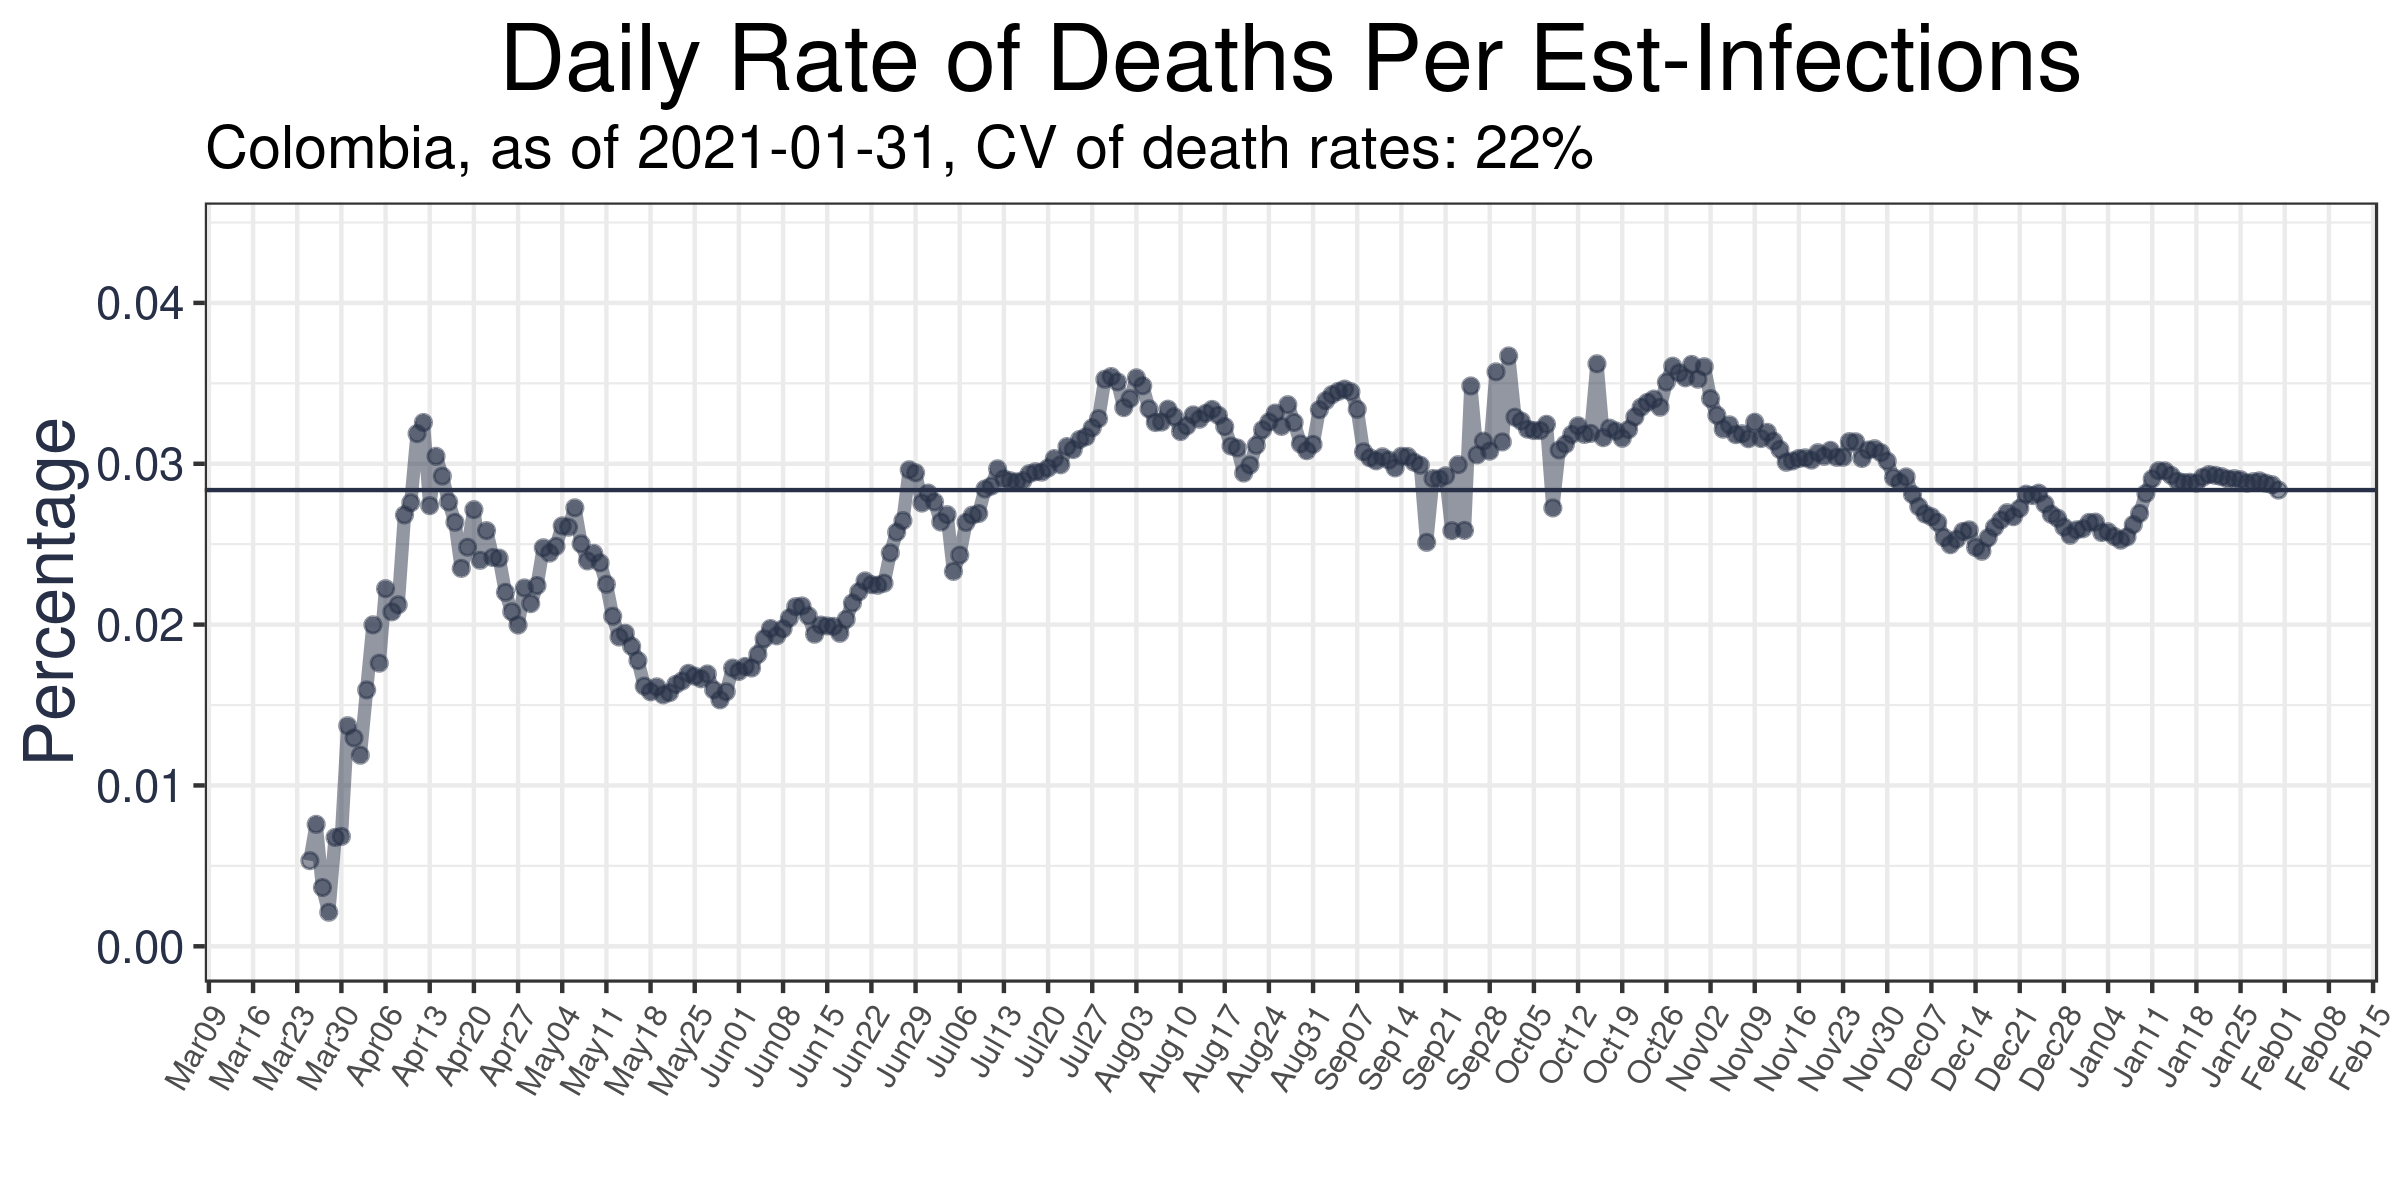 Daily Rate of Deaths Per Est-Infections
Colombia, as of 2021-01-31, CV of death rates: 22%
Percentage
0.04
0.03
0.02
0.01
0.00
Mar09
Mar16
Mar23
Mar30
Apr06
Apr13
Apr20
Apr27
May04
May11
May18
May25
Jun01
Jun08
Jun15
Jun22
Jun29
Jul06
Jul13
Jul20
Jul27
Aug03
Aug10
Aug17
Aug24
Aug31
Sep07
Sep14
Sep21
Sep28
Oct05
Oct12
Oct19
Oct26
Nov02
Nov09
Nov16
Nov23
Nov30
Dec07
Dec14
Dec21
Dec28
Jan04
Jan11
Jan18
Jan25
Feb01
Feb08
Feb15